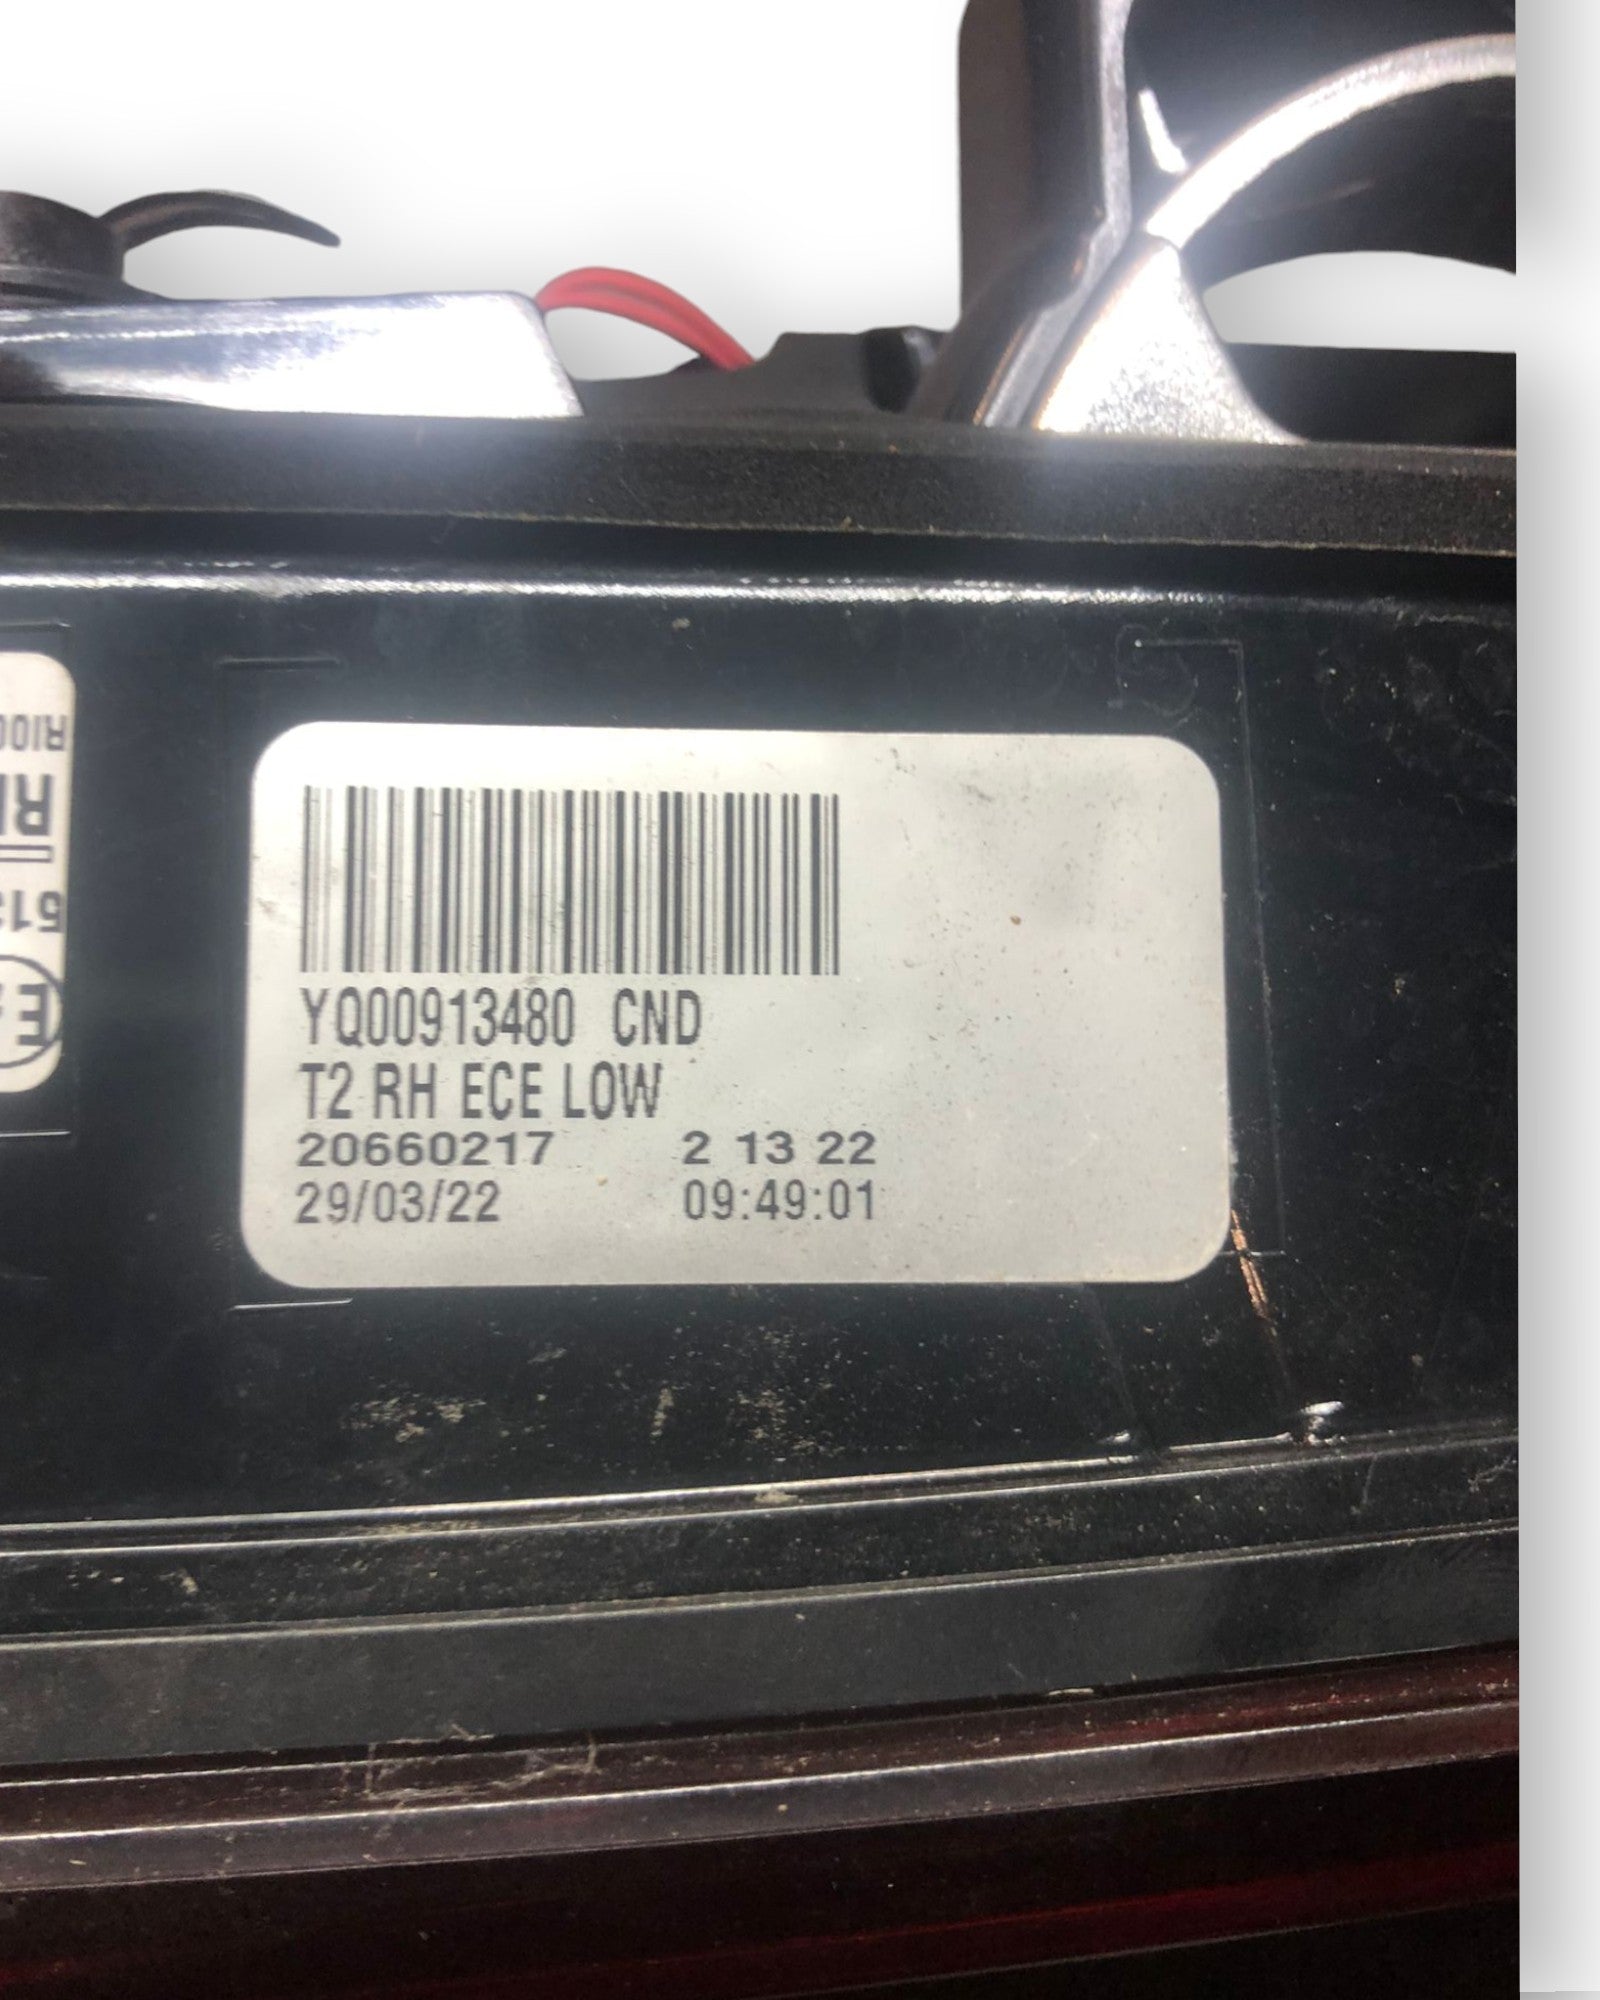 YQ00913480 CND
T2 RH ECE LOW
20660217 2 13 22
29/03/22 09:49:01